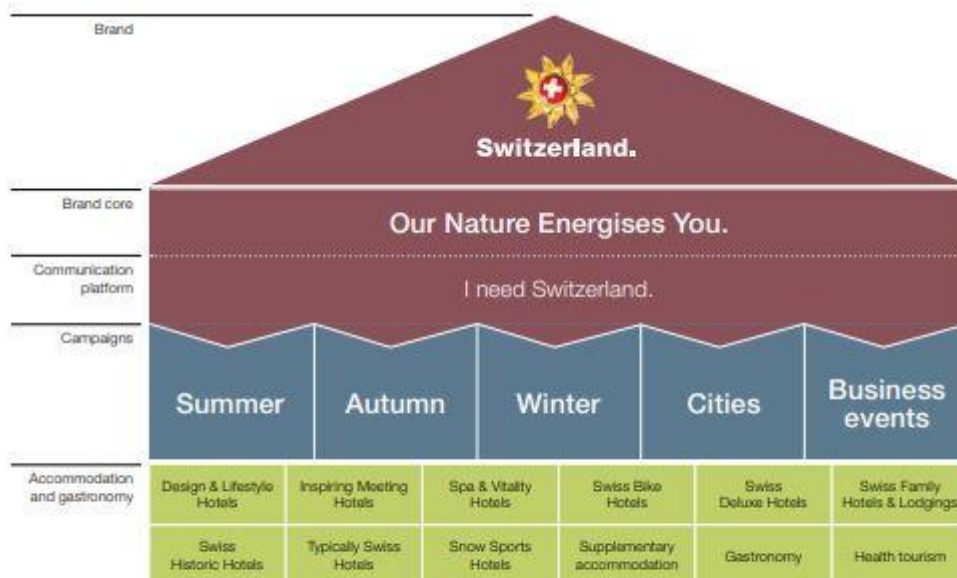 Brand
Switzerland.
Brand core
Our Nature Energises You.
Communication
platform
I need Switzerland.
Campaigns
Summer
Autumn
Winter
Cities
Business
events
Accommodation
and gastronomy
Design & Lifestyle
Hotels
Inspiring Meeting
Hotels
Spa & Vitality
Hotels
Swiss Bike
Hotels
Swiss
Deluxe Hotels
Swiss Family
Hotels & Lodgings
Swiss
Historic Hotels
Typically Swiss
Hotels
Snow Sports
Hotels
Supplementary
accommodation
Gastronomy
Health tourism